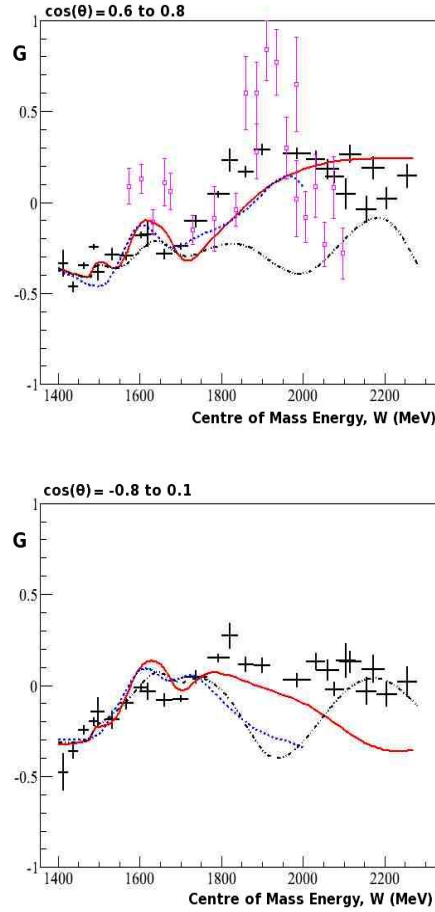 cos(θ)= 0.6 to 0.8
G
1
0.5
0
-0.5
-1
1400 1600 1800 2000 2200
Centre of Mass Energy, W (MeV)
cos(θ)= -0.8 to 0.1
G
1
0.5
0
-0.5
-1
1400 1600 1800 2000 2200
Centre of Mass Energy, W (MeV)